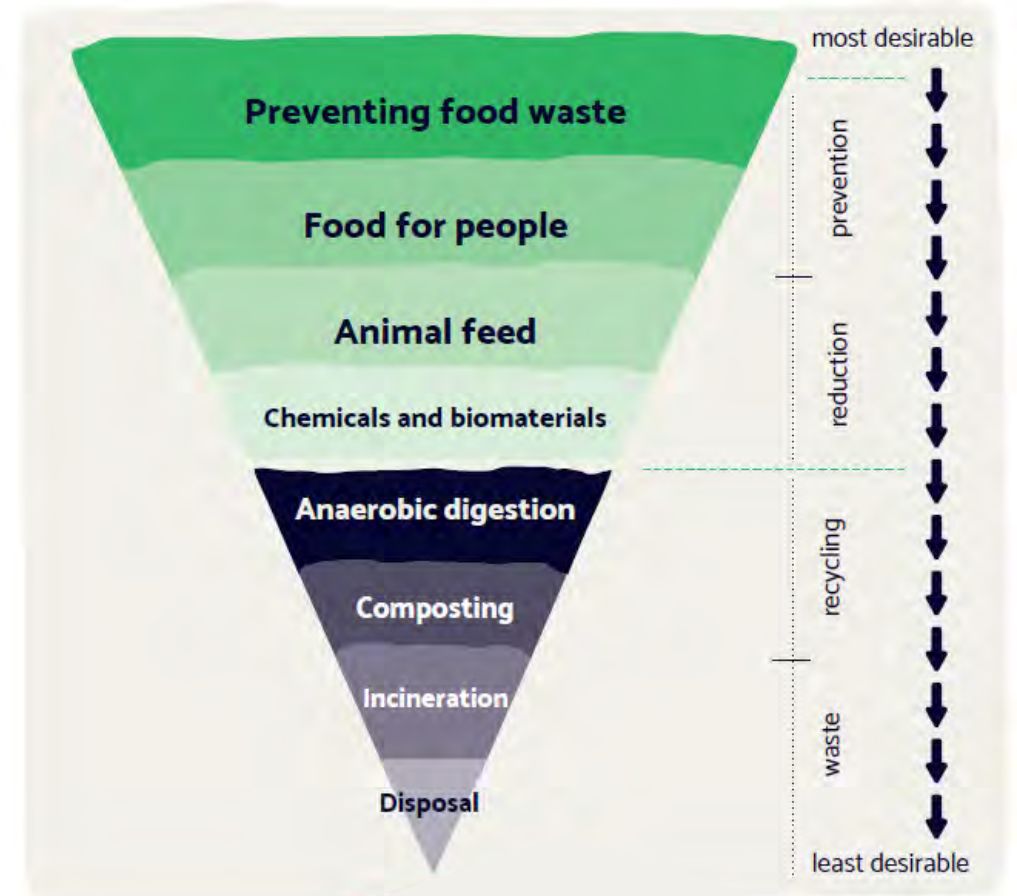 most desirable
Preventing food waste
prevention
Food for people
Animal feed
reduction
Chemicals and biomaterials
Anaerobic digestion
recycling
Composting
Incineration
waste
Disposal
least desirable